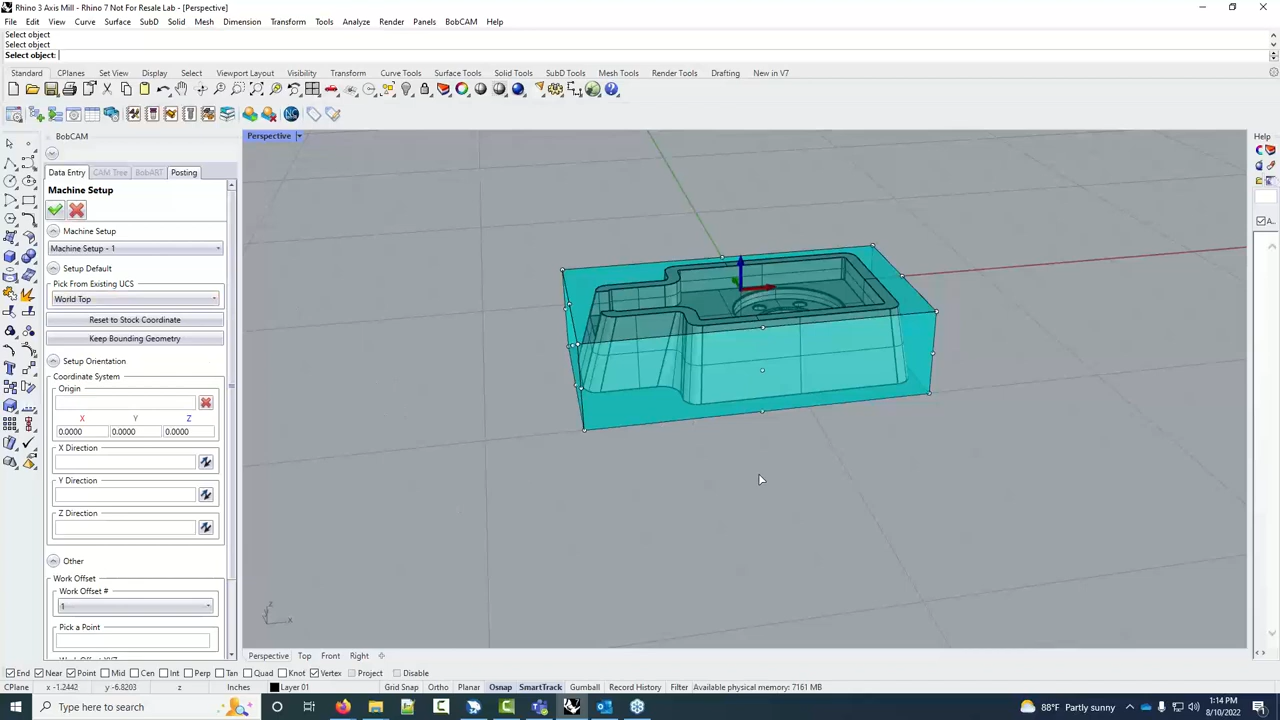 Rhino 3 Axis Mill - Rhino 7 Not For Resale Lab - [Perspective]
File Edit View Curve Surface SubD Solid Mesh Dimension Transform Tools Analyze Render Panels BobCAM Help
Select object
Select object
Select object:
Standard CPlanes Set View Display Select Viewport Layout Visibility Transform Curve Tools Surface Tools Solid Tools SubD Tools Mesh Tools Render Tools Drafting New in V7
BobCAM
Perspective
Help
Data Entry CAM Tree BobART Posting
Machine Setup
Machine Setup
Machine Setup - 1
Setup Default
Pick From Existing UCS
World Top
Reset to Stock Coordinate
Keep Bounding Geometry
Setup Orientation
Coordinate System
Origin
X Y Z
0.0000 0.0000 0.0000
X Direction
Y Direction
Z Direction
Other
Work Offset
Work Offset #
1
Pick a Point
A...
z
x
Perspective Top Front Right
End Near Point Mid Cen Int Perp Tan Quad Knot Vertex Project Disable
CPlane x -1.2442 y -6.8203 z Inches Layer 01 Grid Snap Ortho Planar Osnap SmartTrack Gumball Record History Filter Available physical memory: 7161 MB
Type here to search
88°F Partly sunny
1:14 PM
8/10/2022